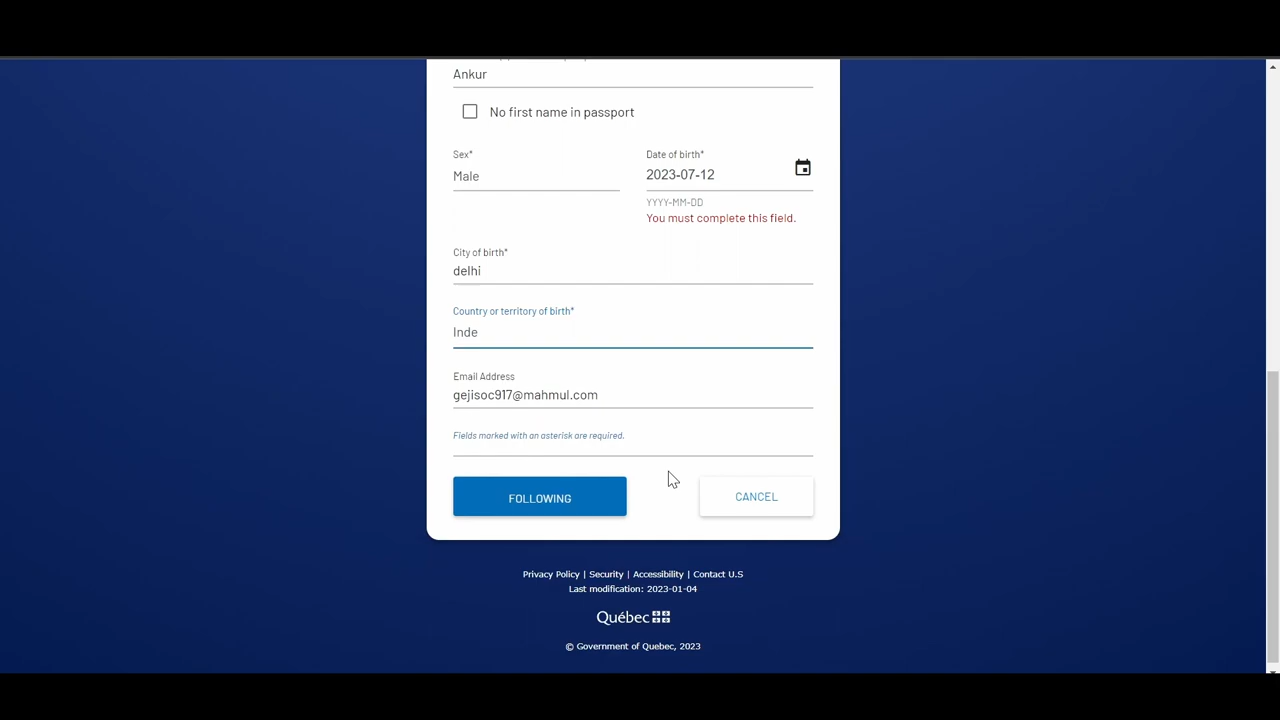 Ankur
No first name in passport
Sex*
Date of birth*
Male
2023-07-12
YYYY-MM-DD
You must complete this field.
City of birth*
delhi
Country or territory of birth*
Inde
Email Address
gejisoc917@mahmul.com
Fields marked with an asterisk are required.
FOLLOWING
CANCEL
Privacy Policy | Security | Accessibility | Contact U.S
Last modification: 2023-01-04
Québec
© Government of Quebec, 2023